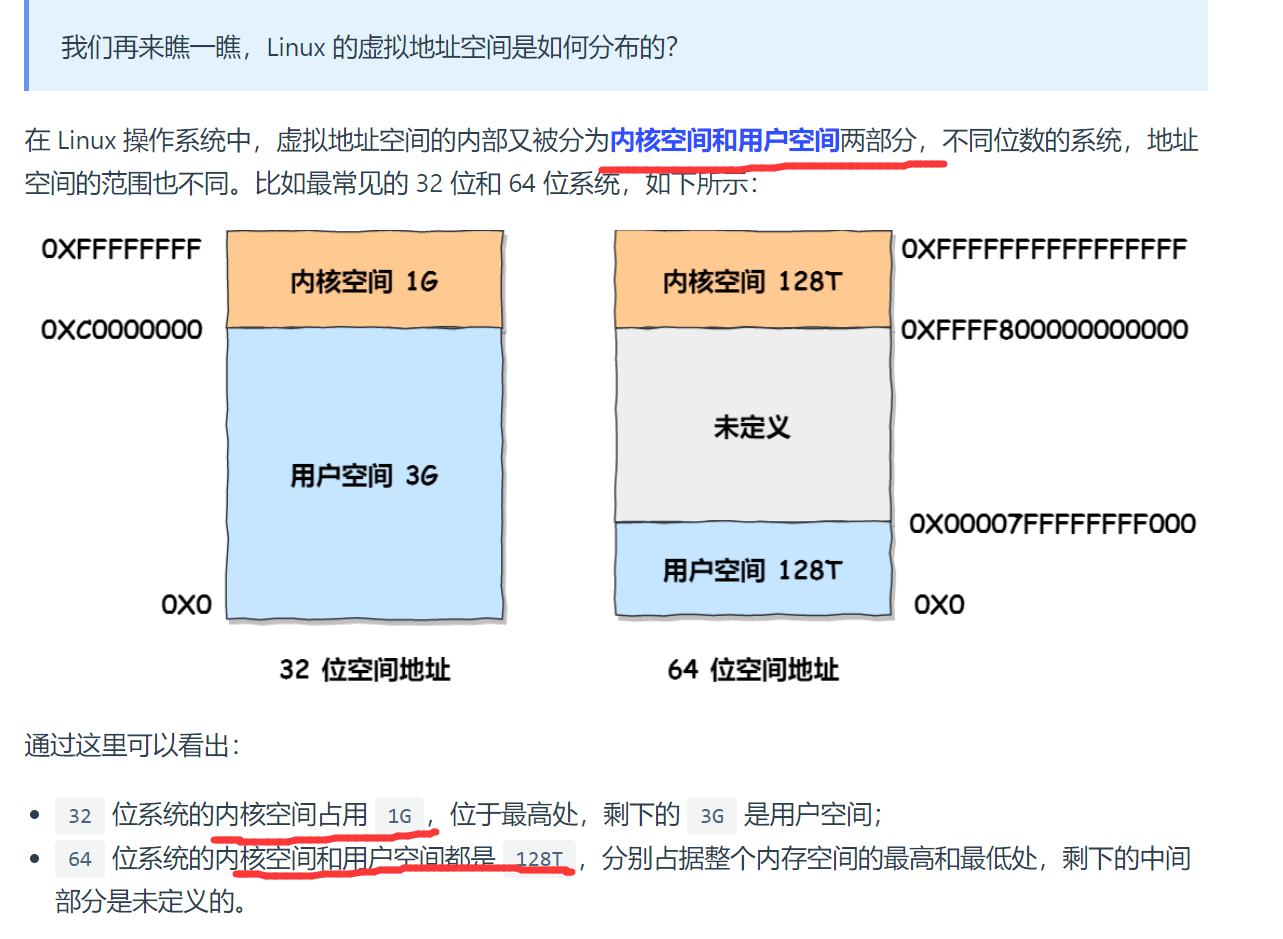 我们再来瞧一瞧，Linux 的虚拟地址空间是如何分布的？
在 Linux 操作系统中，虚拟地址空间的内部又被分为内核空间和用户空间两部分，不同位数的系统，地址
空间的范围也不同。比如最常见的 32 位和 64 位系统，如下所示：
0XFFFFFFFF
内核空间 1G
0XC0000000
用户空间 3G
0X0
32 位空间地址
内核空间 128T
0XFFFFFFFFFFFFFFFF
0XFFFF800000000000
未定义
0X00007FFFFFFFF000
用户空间 128T
0X0
64 位空间地址
通过这里可以看出：
• 32 位系统的内核空间占用 1G ，位于最高处，剩下的 3G 是用户空间；
• 64 位系统的内核空间和用户空间都是 128T ，分别占据整个内存空间的最高和最低处，剩下的中间
部分是未定义的。